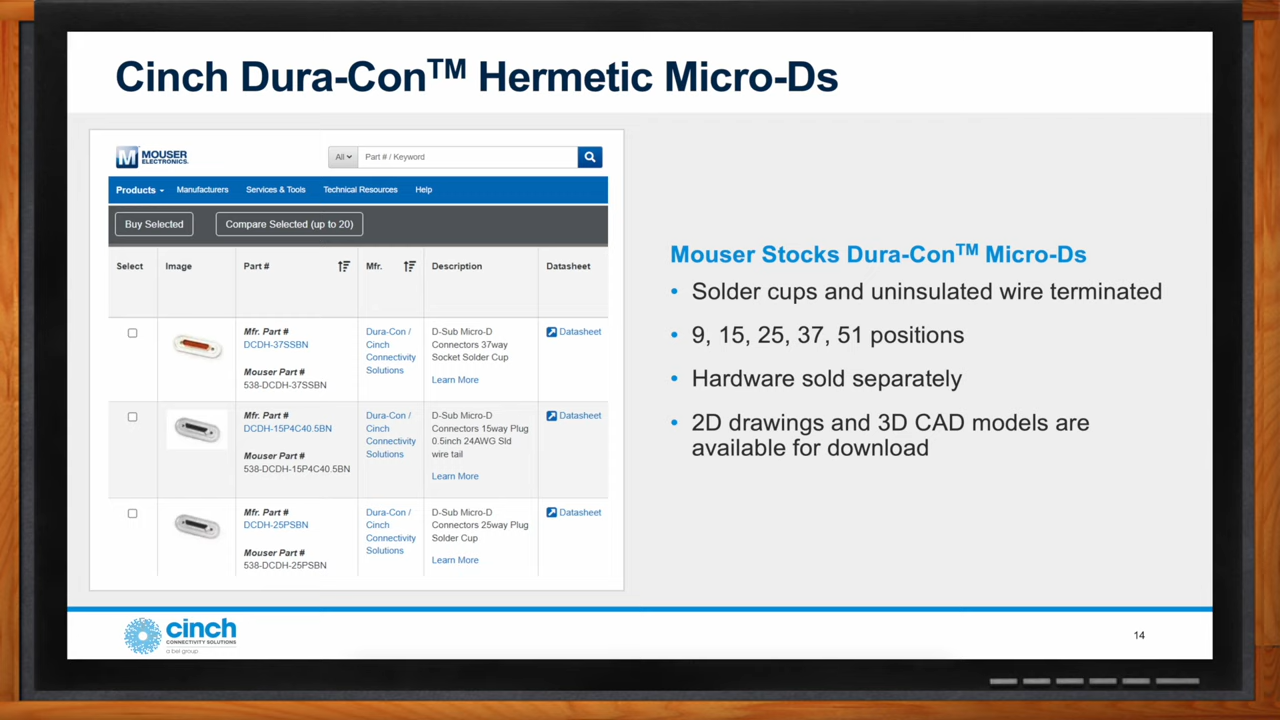 Cinch Dura-Con™ Hermetic Micro-Ds
M MOUSER
ELECTRONICS.
All
Part # / Keyword
Products
Manufacturers
Services & Tools
Technical Resources
Help
Buy Selected
Compare Selected (up to 20)
Select
Image
Part #
Mfr.
Description
Datasheet
Mfr. Part #
DCDH-37SSBN
Mouser Part #
538-DCDH-37SSBN
Dura-Con /
Cinch
Connectivity
Solutions
D-Sub Micro-D
Connectors 37way
Socket Solder Cup
Learn More
Datasheet
Mfr. Part #
DCDH-15P4C40.5BN
Mouser Part #
538-DCDH-15P4C40.5BN
Dura-Con /
Cinch
Connectivity
Solutions
D-Sub Micro-D
Connectors 15way Plug
0.5inch 24AWG Sld
wire tail
Learn More
Datasheet
Mfr. Part #
DCDH-25PSBN
Mouser Part #
538-DCDH-25PSBN
Dura-Con /
Cinch
Connectivity
Solutions
D-Sub Micro-D
Connectors 25way Plug
Solder Cup
Learn More
Datasheet
Mouser Stocks Dura-Con™ Micro-Ds
• Solder cups and uninsulated wire terminated
• 9, 15, 25, 37, 51 positions
• Hardware sold separately
• 2D drawings and 3D CAD models are
available for download
cinch
CONNECTIVITY SOLUTIONS
a bel group
14